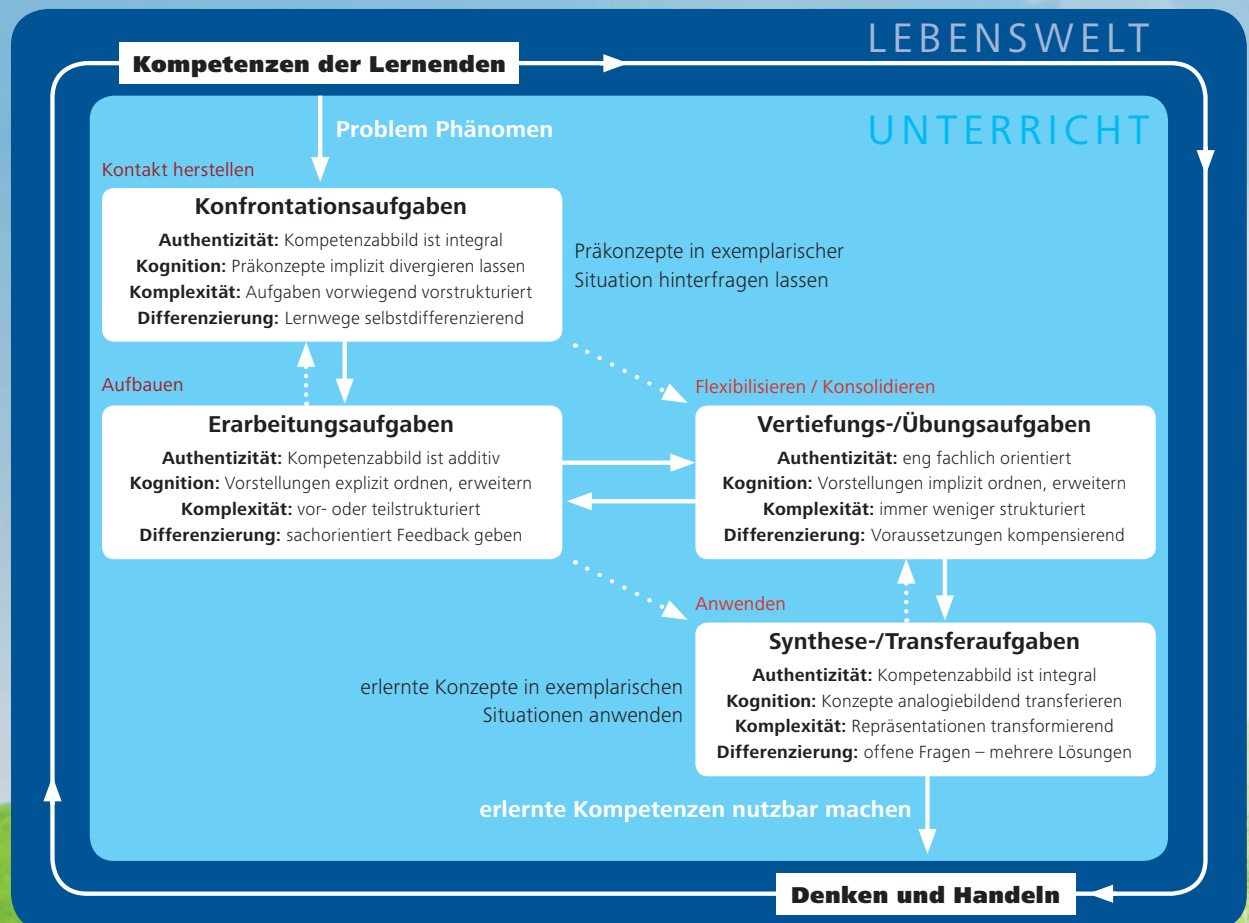 LEBENSWELT
Kompetenzen der Lernenden
UNTERRICHT
Problem Phänomen
Kontakt herstellen
Konfrontationsaufgaben
Authentizität: Kompetenzabbild ist integral
Kognition: Präkonzepte implizit divergieren lassen
Komplexität: Aufgaben vorwiegend vorstrukturiert
Differenzierung: Lernwege selbstdifferenzierend
Präkonzepte in exemplarischer
Situation hinterfragen lassen
Aufbauen
Erarbeitungsaufgaben
Authentizität: Kompetenzabbild ist additiv
Kognition: Vorstellungen explizit ordnen, erweitern
Komplexität: vor- oder teilstrukturiert
Differenzierung: sachorientiert Feedback geben
Flexibilisieren / Konsolidieren
Vertiefungs-/Übungsaufgaben
Authentizität: eng fachlich orientiert
Kognition: Vorstellungen implizit ordnen, erweitern
Komplexität: immer weniger strukturiert
Differenzierung: Voraussetzungen kompensierend
Anwenden
Synthese-/Transferaufgaben
Authentizität: Kompetenzabbild ist integral
Kognition: Konzepte analogiebildend transferieren
Komplexität: Repräsentationen transformierend
Differenzierung: offene Fragen – mehrere Lösungen
erlernte Konzepte in exemplarischen
Situationen anwenden
erlernte Kompetenzen nutzbar machen
Denken und Handeln